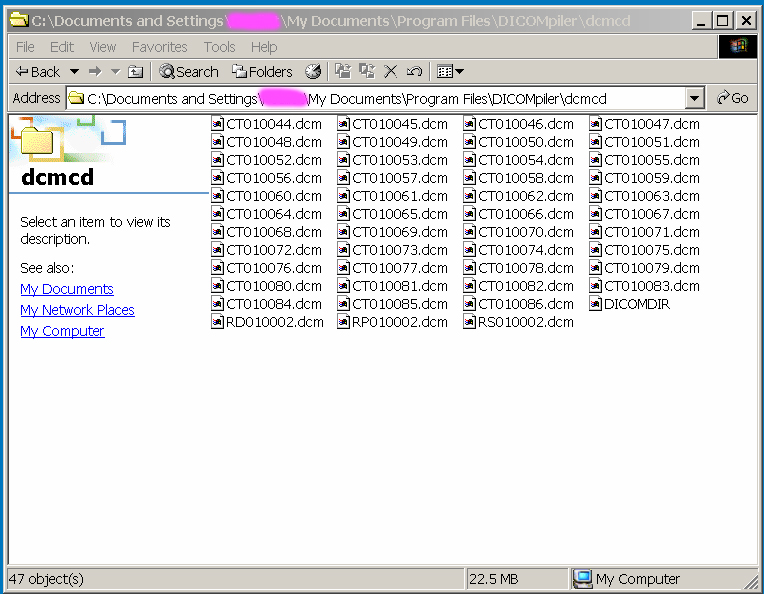 C:\Documents and Settings\ \My Documents\Program Files\DICOMpiler\dcmcd
File Edit View Favorites Tools Help
Back Search Folders
Address C:\Documents and Settings\ \My Documents\Program Files\DICOMpiler\dcmcd Go
CT010044.dcm CT010045.dcm CT010046.dcm CT010047.dcm
CT010048.dcm CT010049.dcm CT010050.dcm CT010051.dcm
CT010052.dcm CT010053.dcm CT010054.dcm CT010055.dcm
CT010056.dcm CT010057.dcm CT010058.dcm CT010059.dcm
CT010060.dcm CT010061.dcm CT010062.dcm CT010063.dcm
CT010064.dcm CT010065.dcm CT010066.dcm CT010067.dcm
CT010068.dcm CT010069.dcm CT010070.dcm CT010071.dcm
CT010072.dcm CT010073.dcm CT010074.dcm CT010075.dcm
CT010076.dcm CT010077.dcm CT010078.dcm CT010079.dcm
CT010080.dcm CT010081.dcm CT010082.dcm CT010083.dcm
CT010084.dcm CT010085.dcm CT010086.dcm DICOMDIR
RD010002.dcm RP010002.dcm RS010002.dcm
dcmcd
Select an item to view its
description.
See also:
My Documents
My Network Places
My Computer
47 object(s) 22.5 MB My Computer